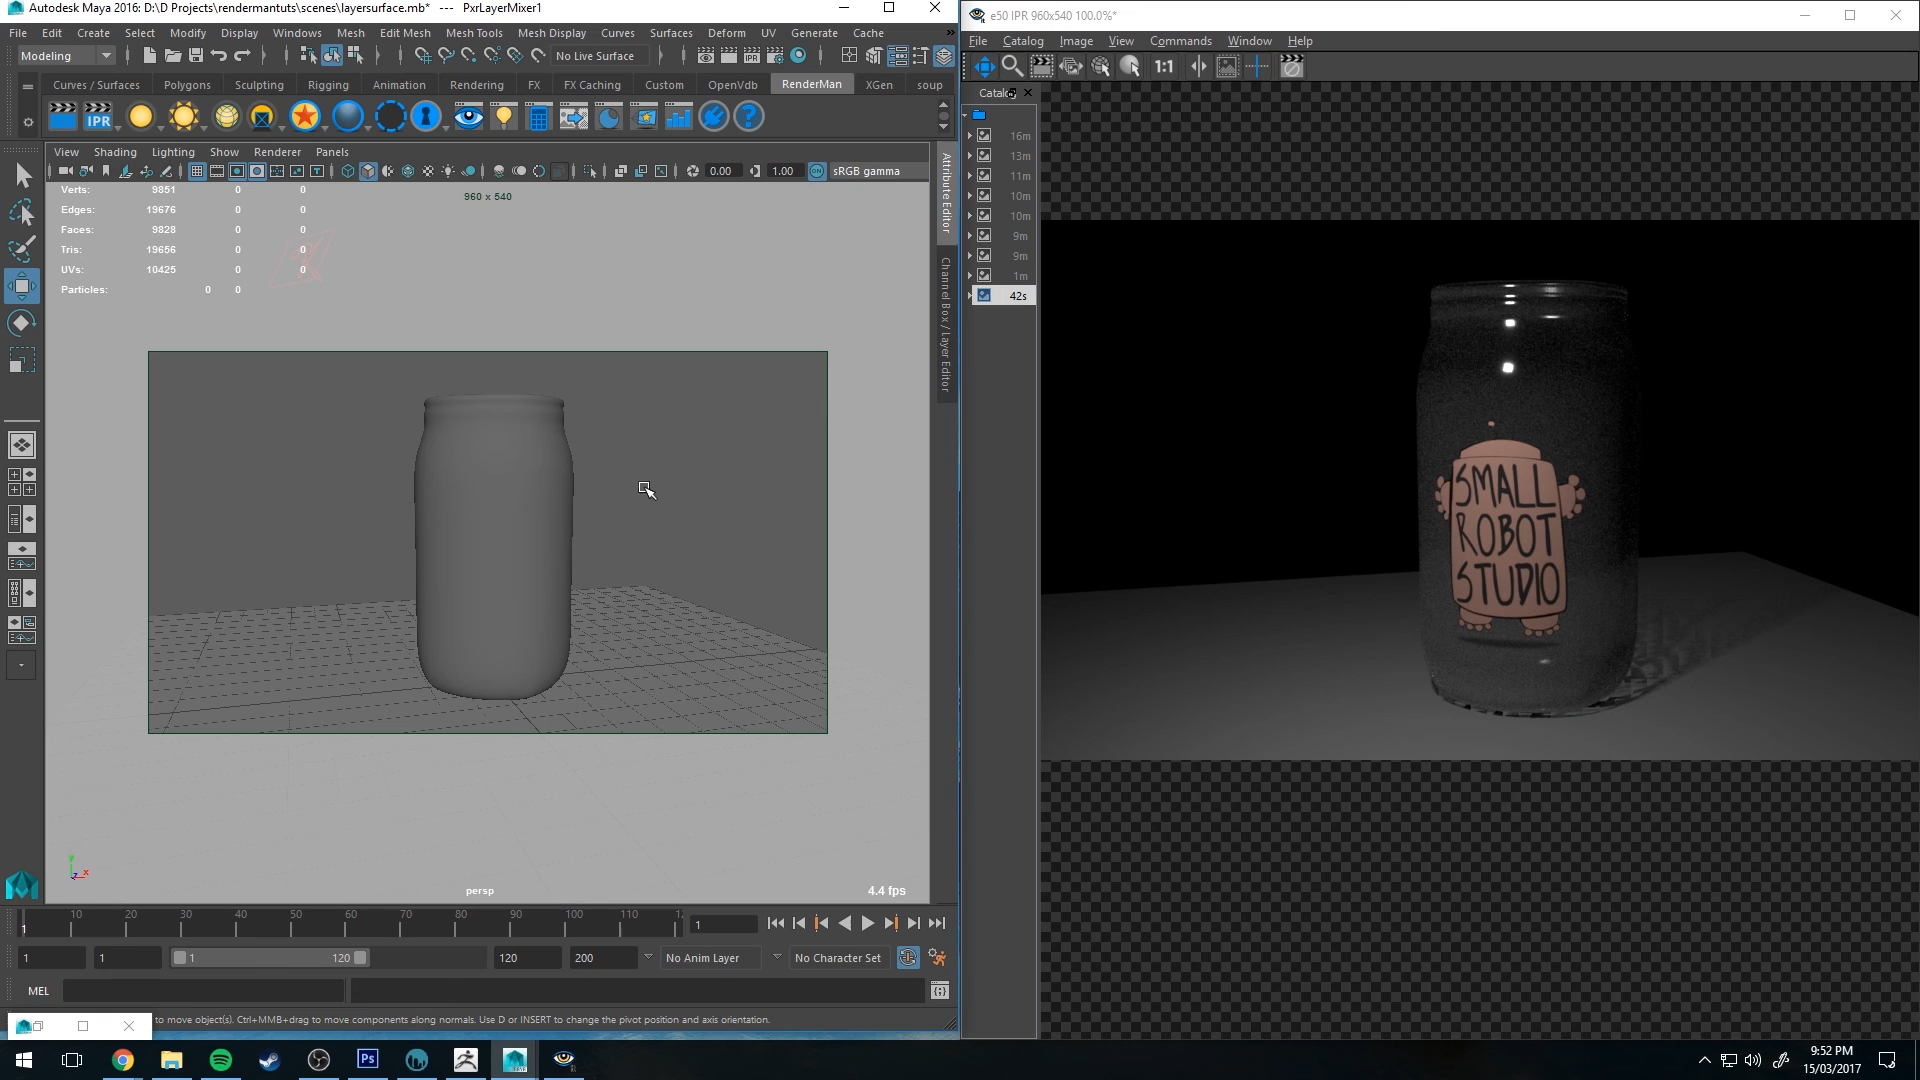 Autodesk Maya 2016: D:\D Projects\rendermantuts\scenes\layersurface.mb* --- PxrLayerMixer1
File Edit Create Select Modify Display Windows Mesh Edit Mesh Mesh Tools Mesh Display Curves Surfaces Deform UV Generate Cache »
Modeling
No Live Surface
Curves / Surfaces Polygons Sculpting Rigging Animation Rendering FX FX Caching Custom OpenVdb RenderMan XGen soup
IPR
View Shading Lighting Show Renderer Panels
0.00 1.00 ON sRGB gamma
Verts: 9851 0 0
Edges: 19676 0 0
Faces: 9828 0 0
Tris: 19656 0 0
UVs: 10425 0 0
Particles: 0 0
960 x 540
Attribute Editor
Channel Box / Layer Editor
persp
4.4 fps
y
z x
10 20 30 40 50 60 70 80 90 100 110 12
1
1
1 1 1 120 120 200 No Anim Layer No Character Set
MEL
to move object(s). Ctrl+MMB+drag to move components along normals. Use D or INSERT to change the pivot position and axis orientation.
e50 IPR 960x540 100.0%*
File Catalog Image View Commands Window Help
1:1
Catalo
16m
13m
11m
10m
10m
9m
9m
1m
42s
SMALL
ROBOT
STUDIO
Ps
9:52 PM
15/03/2017